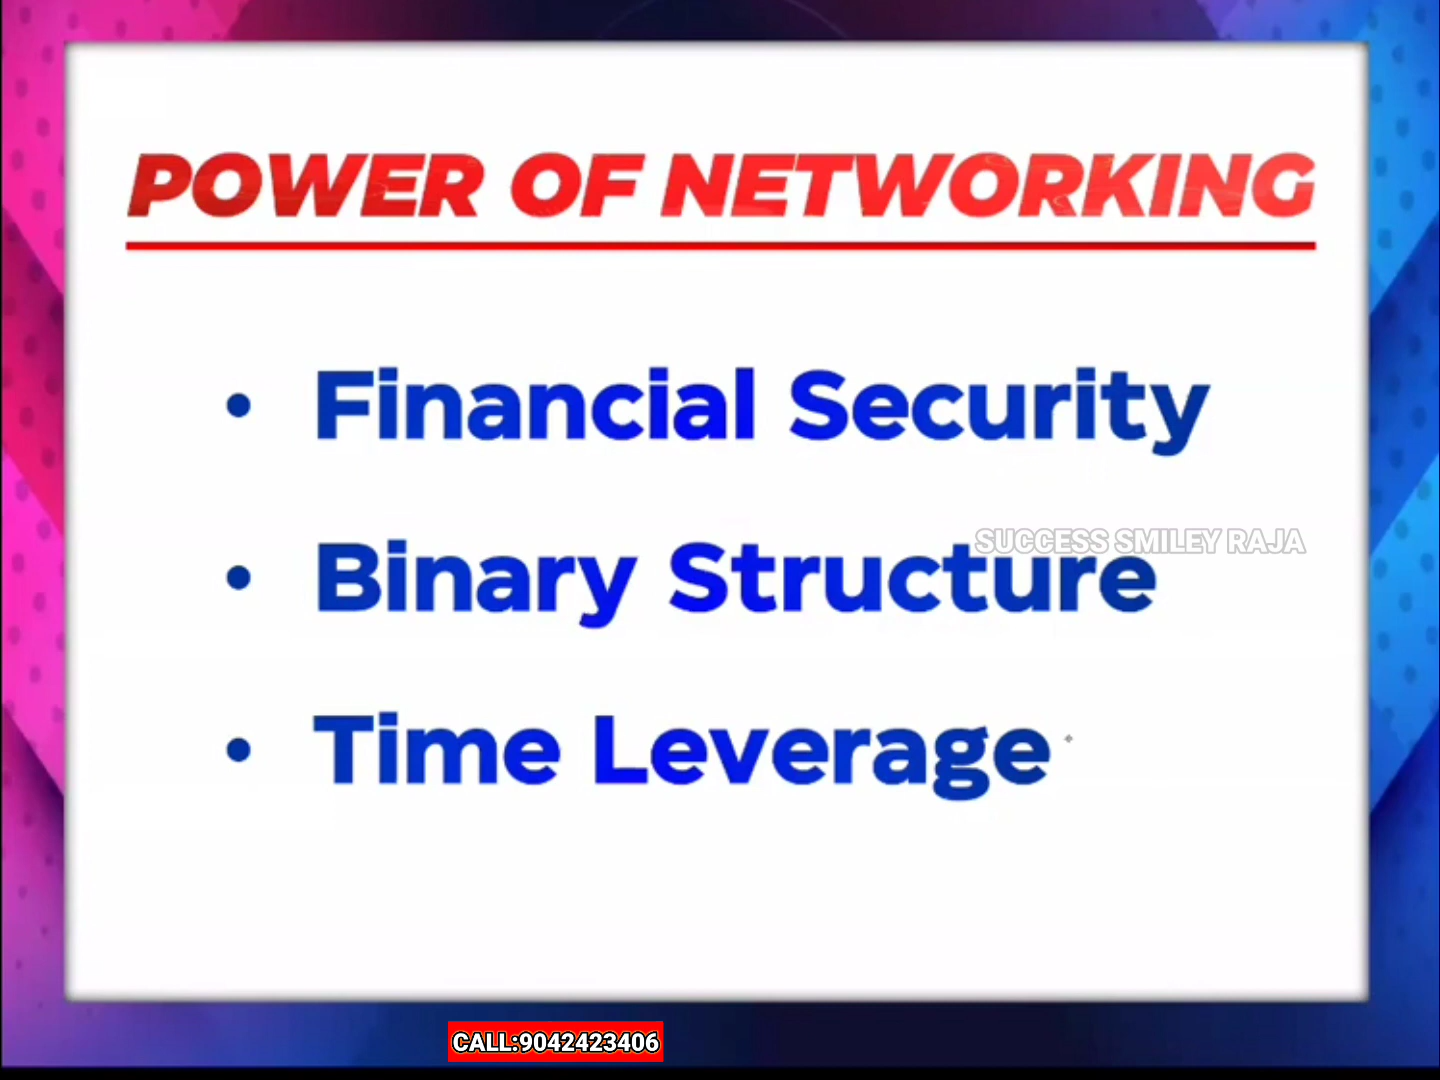 POWER OF NETWORKING
• Financial Security
SUCCESS SMILEY RAJA
• Binary Structure
• Time Leverage
CALL:9042423406